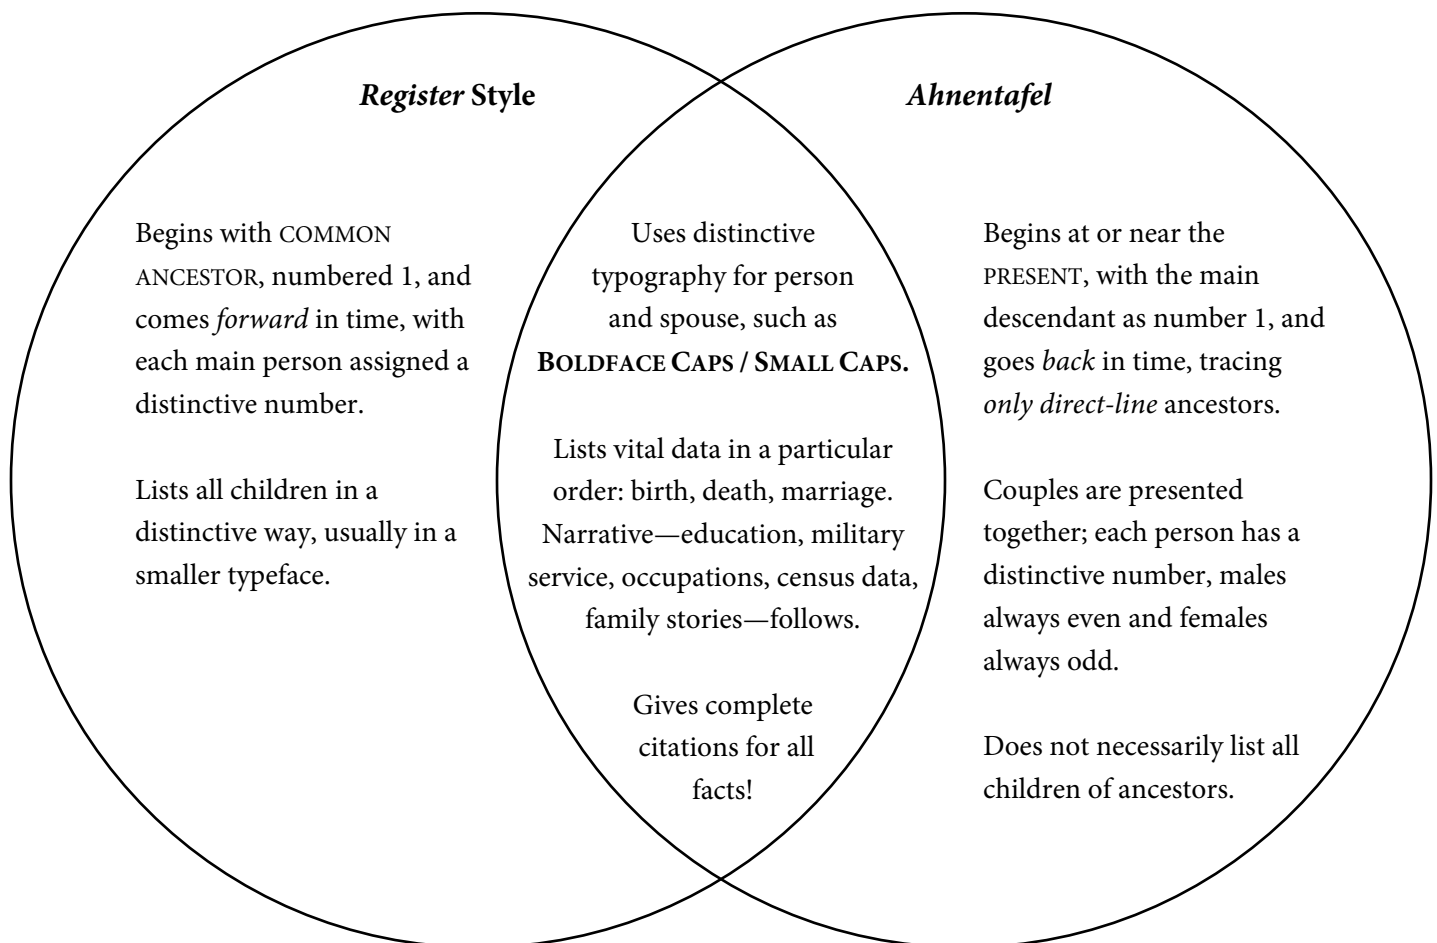 Register Style
Begins with COMMON
ANCESTOR, numbered 1, and
comes forward in time, with
each main person assigned a
distinctive number.
Lists all children in a
distinctive way, usually in a
smaller typeface.
Uses distinctive
typography for person
and spouse, such as
BOLDFACE CAPS / SMALL CAPS.
Lists vital data in a particular
order: birth, death, marriage.
Narrative—education, military
service, occupations, census data,
family stories—follows.
Gives complete
citations for all
facts!
Ahnentafel
Begins at or near the
PRESENT, with the main
descendant as number 1, and
goes back in time, tracing
only direct-line ancestors.
Couples are presented
together; each person has a
distinctive number, males
always even and females
always odd.
Does not necessarily list all
children of ancestors.